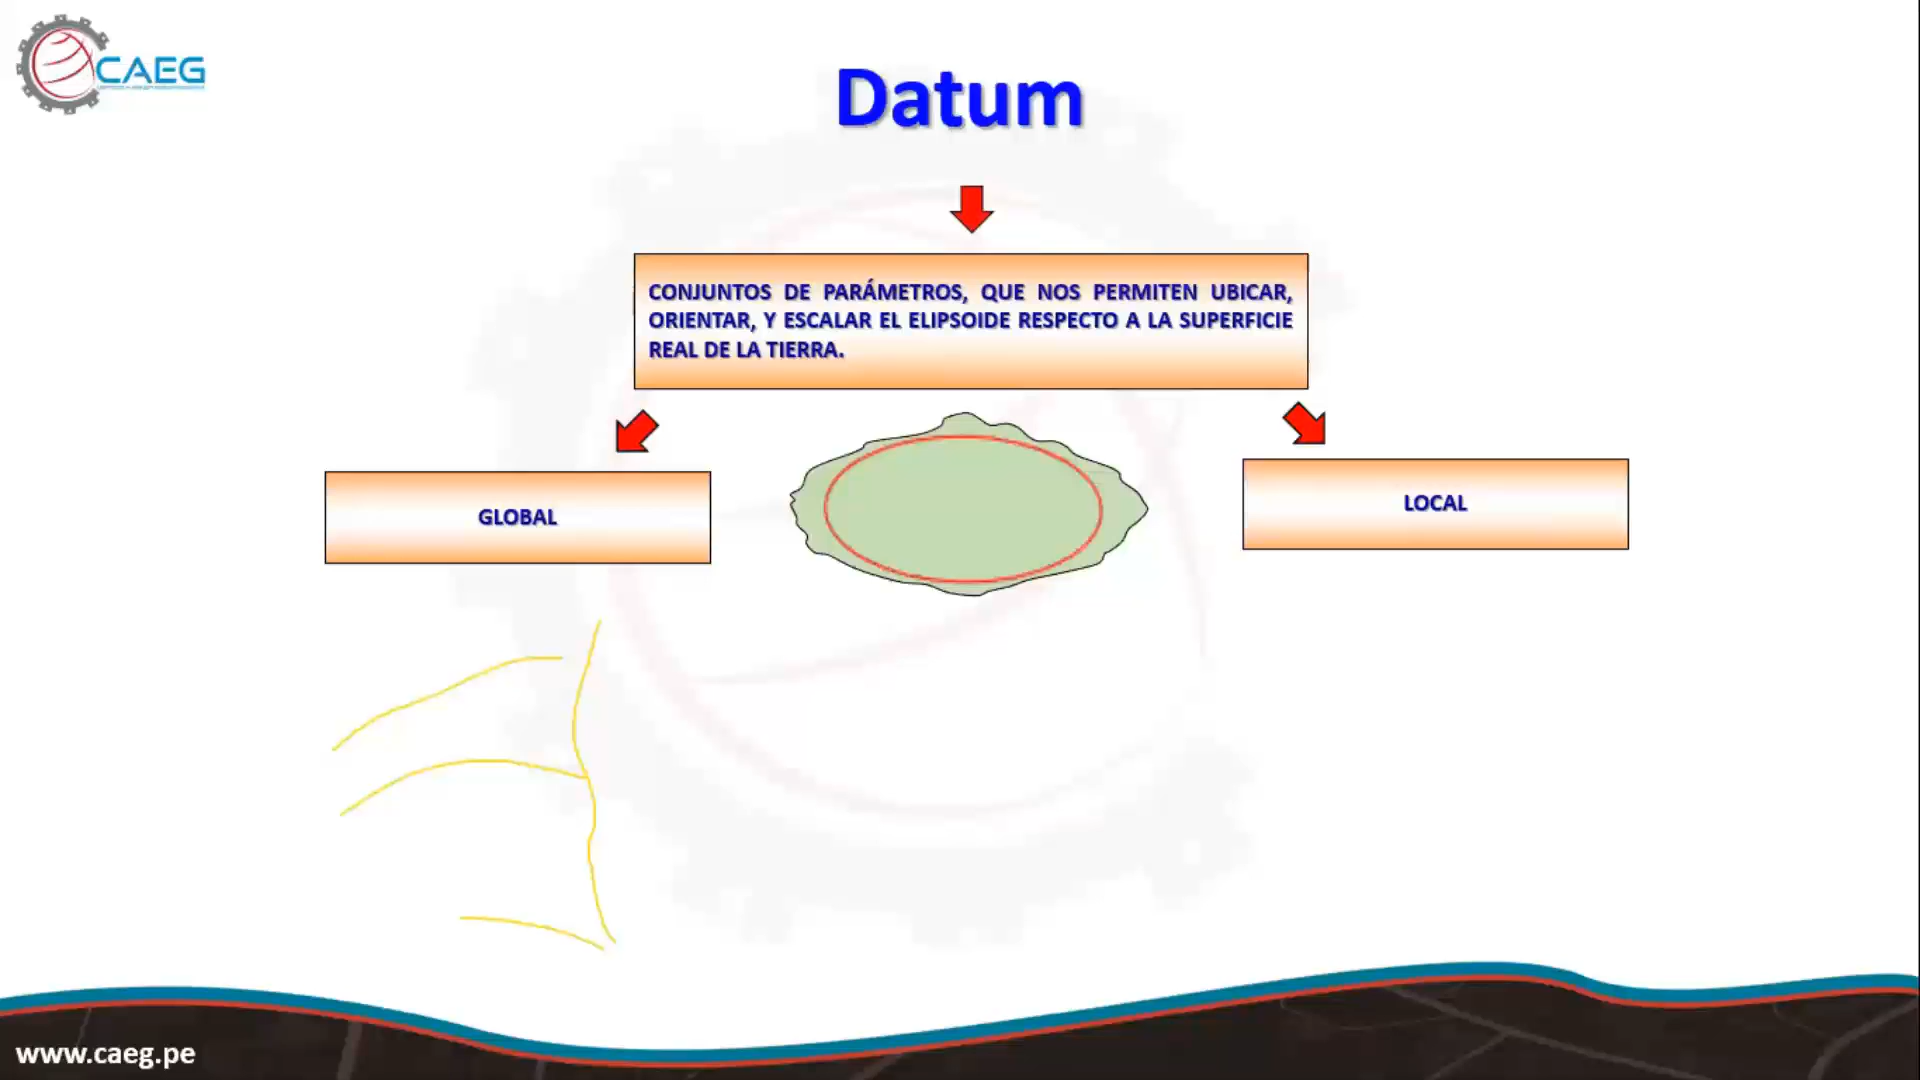 CAEG
Datum
CONJUNTOS DE PARÁMETROS, QUE NOS PERMITEN UBICAR,
ORIENTAR, Y ESCALAR EL ELIPSOIDE RESPECTO A LA SUPERFICIE
REAL DE LA TIERRA.
GLOBAL
LOCAL
www.caeg.pe